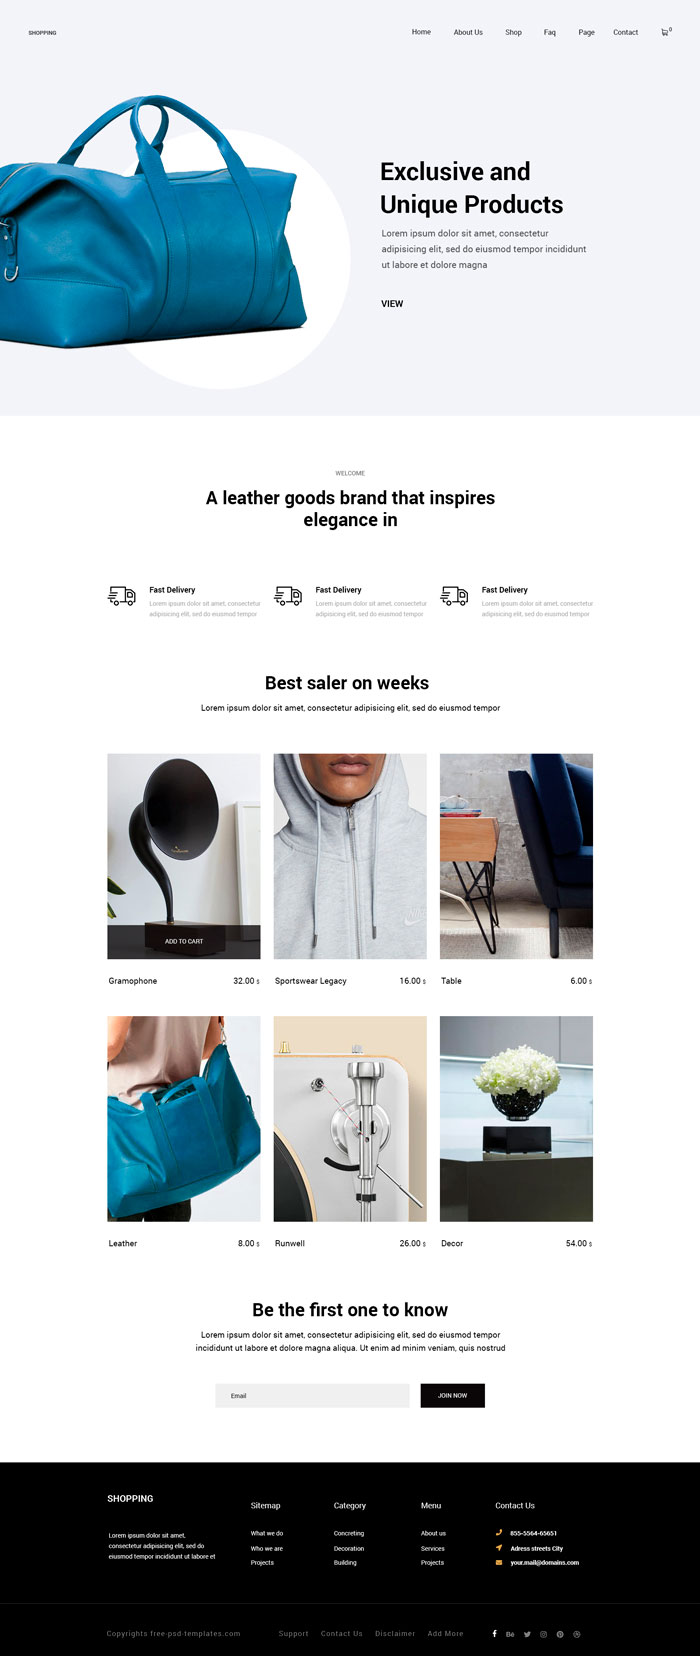 SHOPPING
Home About Us Shop Faq Page Contact 0
Exclusive and
Unique Products
Lorem ipsum dolor sit amet, consectetur
adipisicing elit, sed do eiusmod tempor incididunt
ut labore et dolore magna
VIEW
WELCOME
A leather goods brand that inspires
elegance in
Fast Delivery
Lorem ipsum dolor sit amet, consectetur
adipisicing elit, sed do eiusmod tempor
Fast Delivery
Lorem ipsum dolor sit amet, consectetur
adipisicing elit, sed do eiusmod tempor
Fast Delivery
Lorem ipsum dolor sit amet, consectetur
adipisicing elit, sed do eiusmod tempor
Best saler on weeks
Lorem ipsum dolor sit amet, consectetur adipisicing elit, sed do eiusmod tempor
ADD TO CART
Gramophone 32.00 $
Sportswear Legacy 16.00 $
Table 6.00 $
Leather 8.00 $
Runwell 26.00 $
Decor 54.00 $
Be the first one to know
Lorem ipsum dolor sit amet, consectetur adipisicing elit, sed do eiusmod tempor
incididunt ut labore et dolore magna aliqua. Ut enim ad minim veniam, quis nostrud
Email
JOIN NOW
SHOPPING
Lorem ipsum dolor sit amet,
consectetur adipisicing elit, sed do
eiusmod tempor incididunt ut labore et
Sitemap
What we do
Who we are
Projects
Category
Concreting
Decoration
Building
Menu
About us
Services
Projects
Contact Us
855-5564-65651
Adress streets City
your.mail@domains.com
Copyrights free-psd-templates.com
Support Contact Us Disclaimer Add More